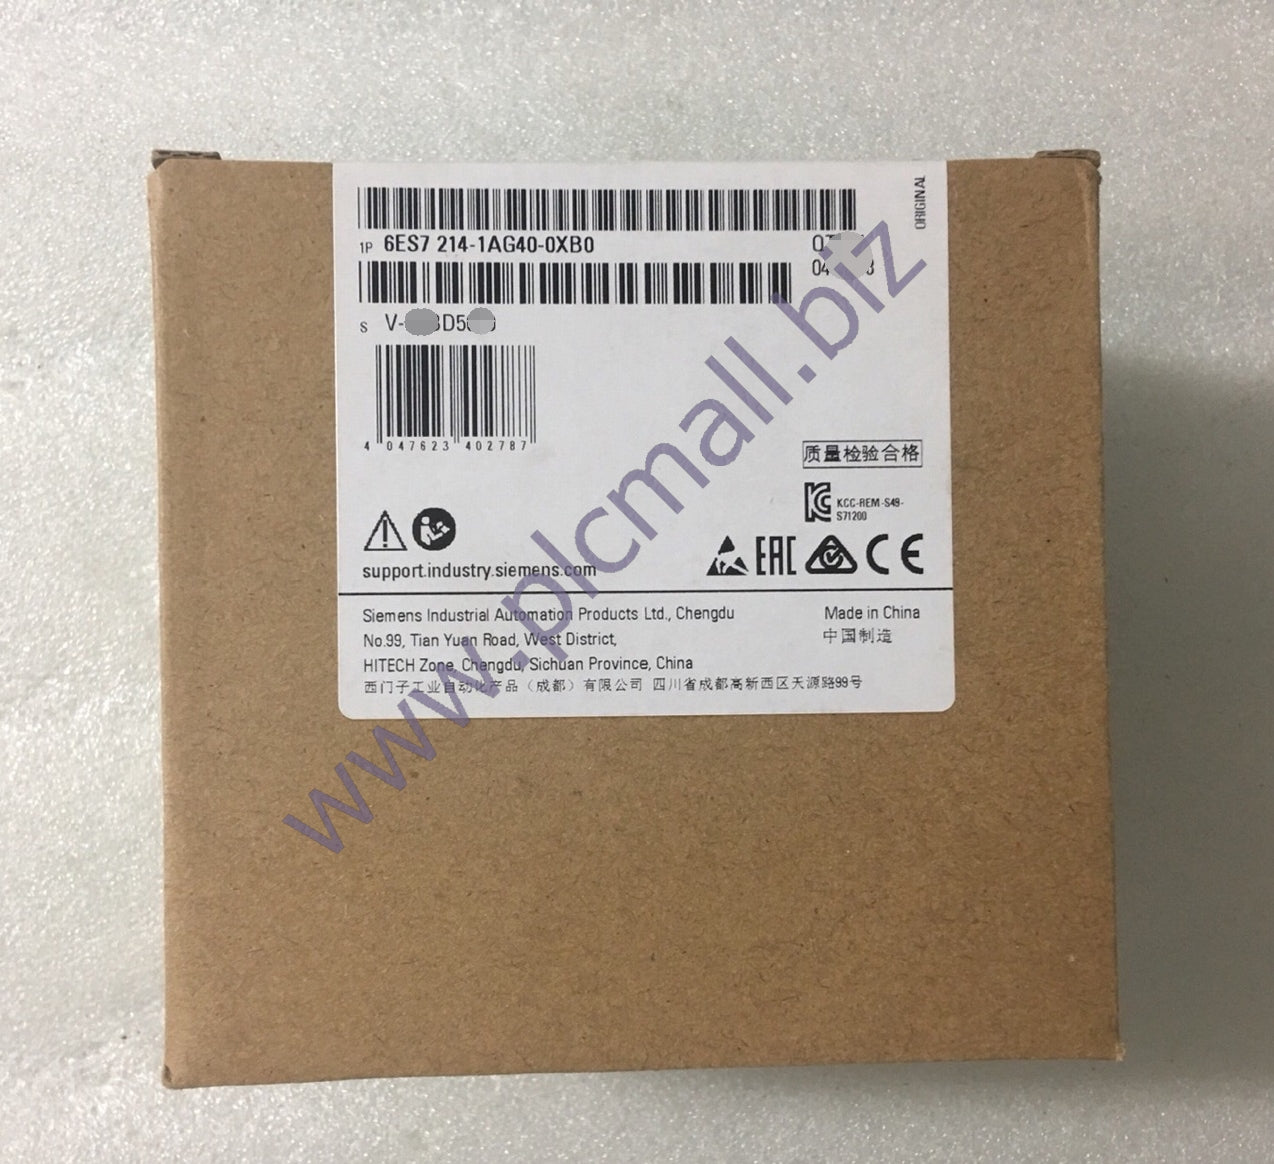 ORIGINAL
1P 6ES7 214-1AG40-0XB0
S V-
4 047623 402787
质量检验合格
KCC-REM-S49-
S71200
EAC
CE
support.industry.siemens.com
Siemens Industrial Automation Products Ltd., Chengdu
Made in China
No.99, Tian Yuan Road, West District,
中国制造
HITECH Zone, Chengdu, Sichuan Province, China
西门子工业自动化产品（成都）有限公司 四川省成都高新西区天源路99号
www.plcmall.biz